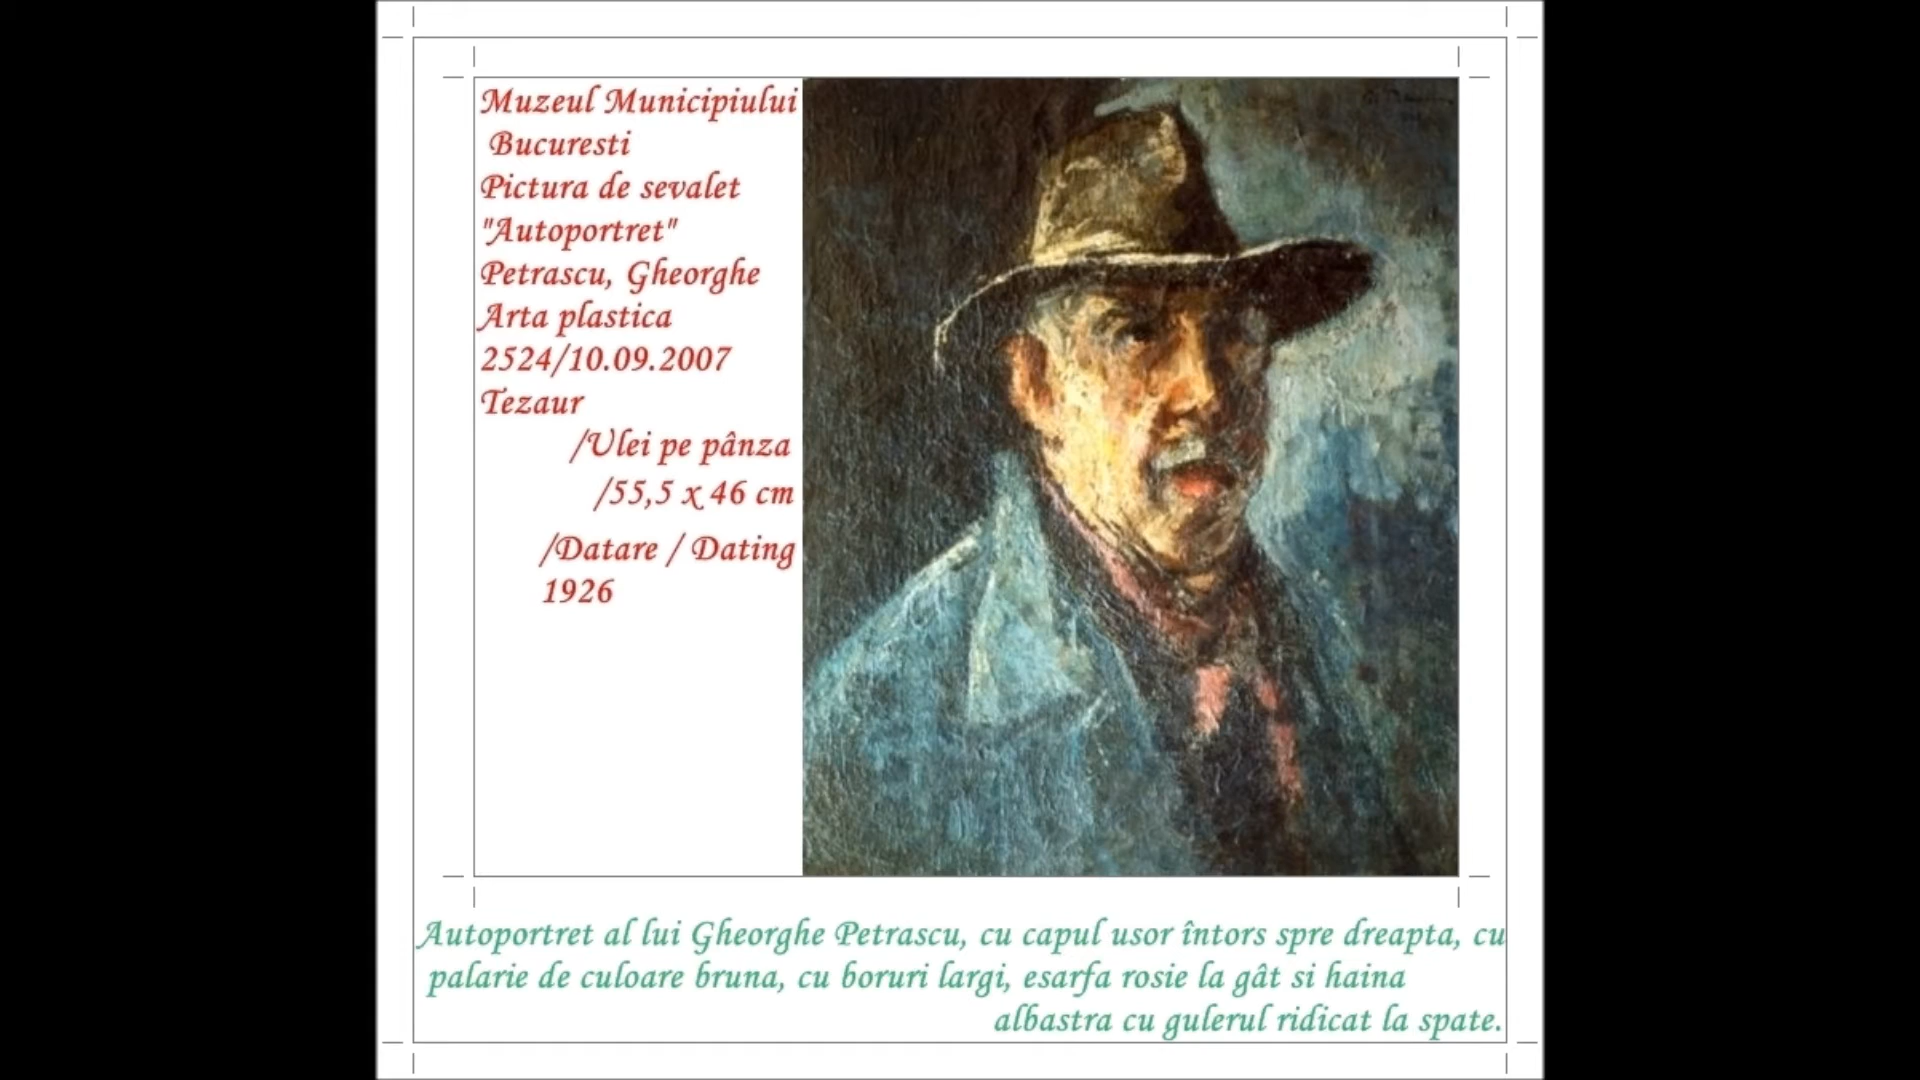 Muzeul Municipiului
Bucuresti
Pictura de sevalet
"Autoportret"
Petrascu, Gheorghe
Arta plastica
2524/10.09.2007
Tezaur
/Ulei pe pânza
/55,5 x 46 cm
/Datare / Dating
1926
Autoportret al lui Gheorghe Petrascu, cu capul usor întors spre dreapta, cu
palarie de culoare bruna, cu boruri largi, esarfa rosie la gât si haina
albastra cu gulerul ridicat la spate.